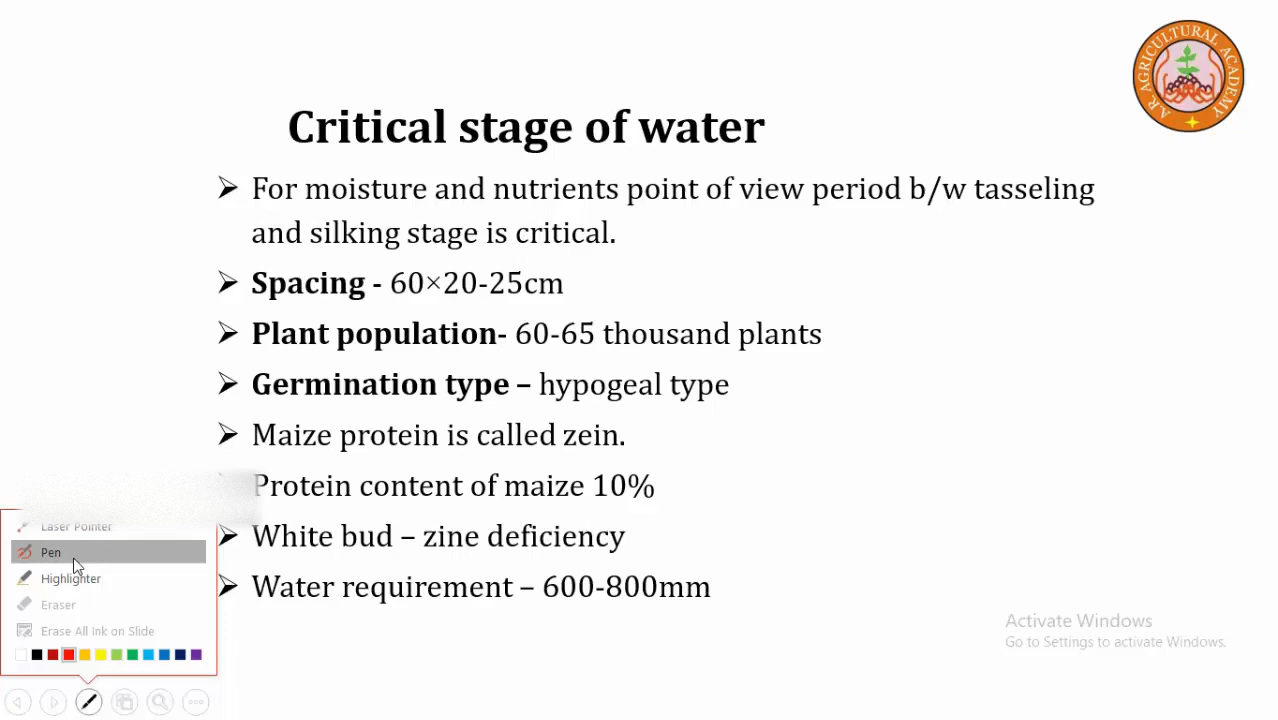 A.R AGRICULTURAL ACADEMY
Critical stage of water
➢ For moisture and nutrients point of view period b/w tasseling
and silking stage is critical.
➢ Spacing - 60×20-25cm
➢ Plant population- 60-65 thousand plants
➢ Germination type – hypogeal type
➢ Maize protein is called zein.
Protein content of maize 10%
➢ White bud – zine deficiency
➢ Water requirement – 600-800mm
Laser Pointer
Pen
Highlighter
Eraser
Erase All Ink on Slide
Activate Windows
Go to Settings to activate Windows.